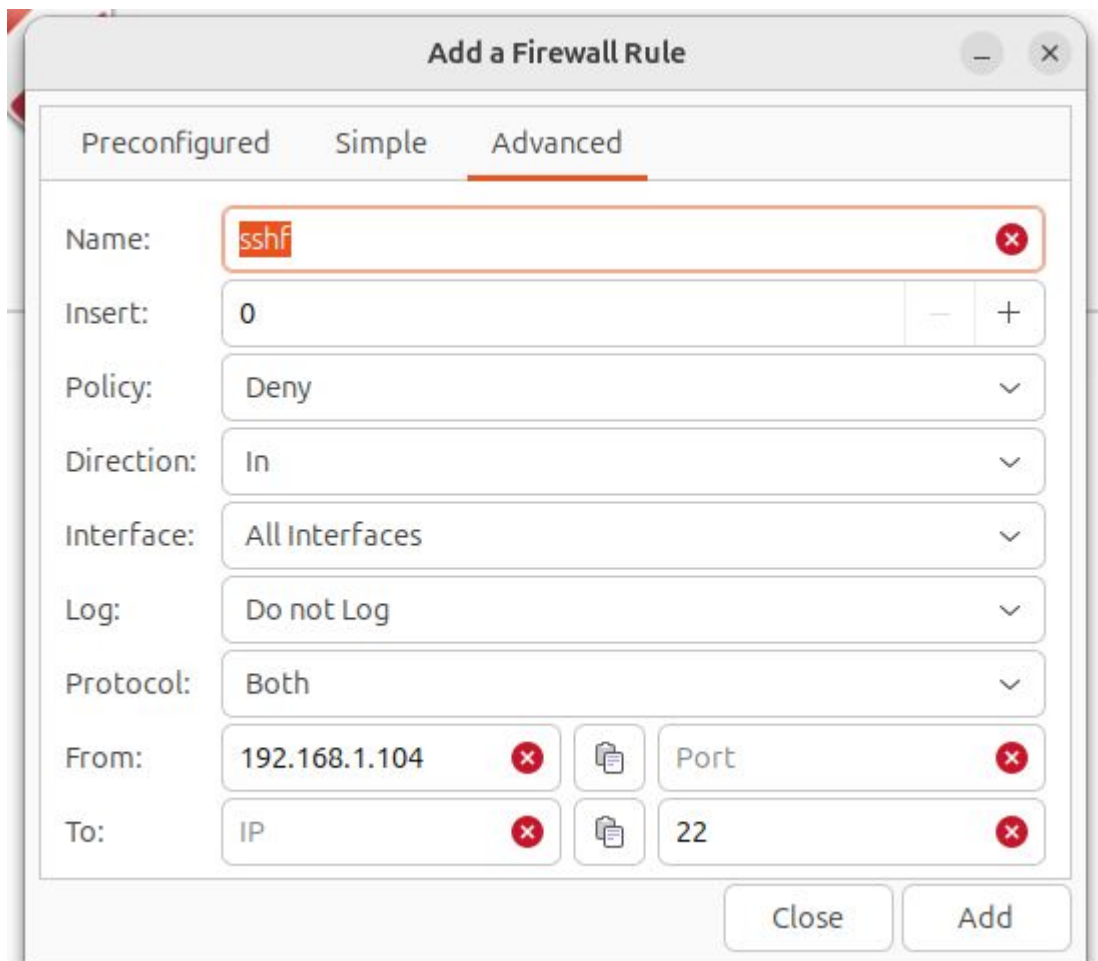 Add a Firewall Rule
Preconfigured Simple Advanced
Name: sshf
Insert: 0
Policy: Deny
Direction: In
Interface: All Interfaces
Log: Do not Log
Protocol: Both
From: 192.168.1.104 Port
To: IP 22
Close Add